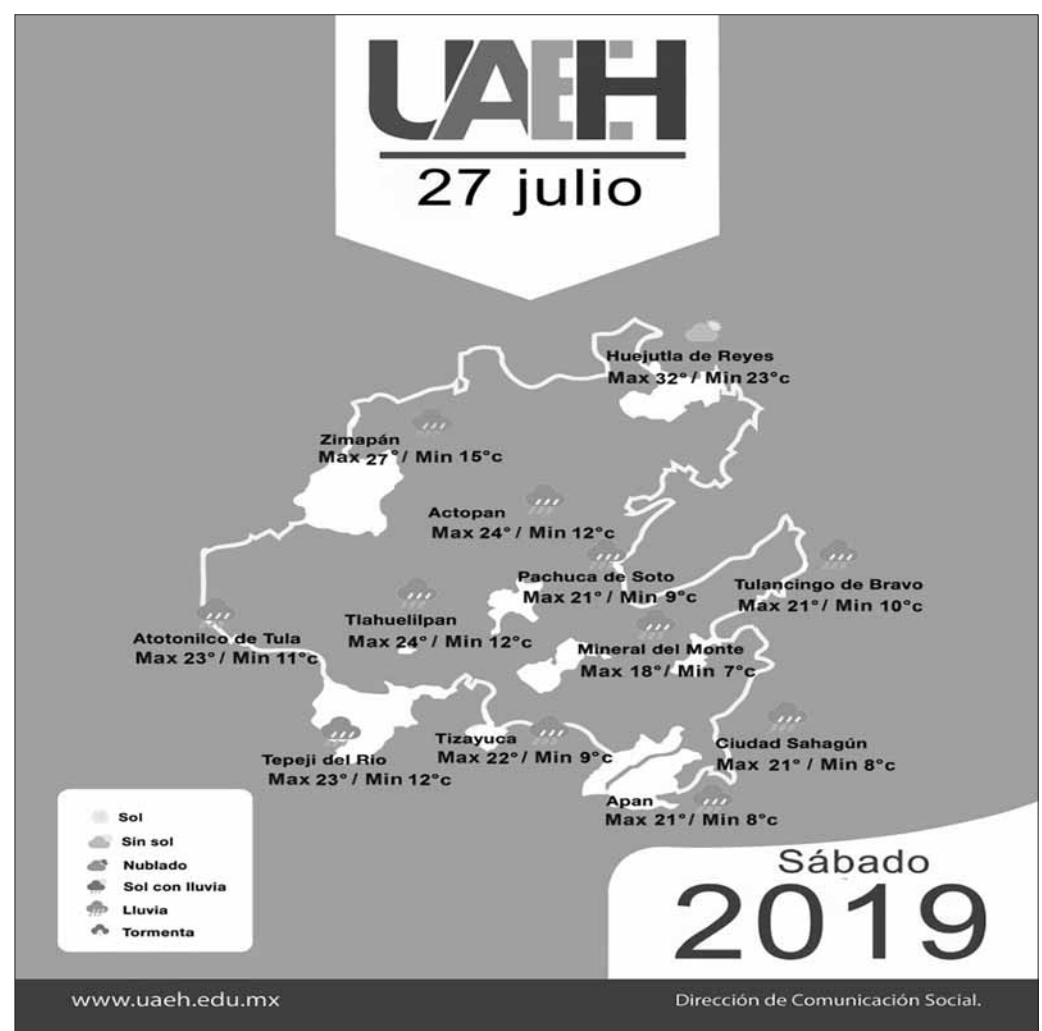 UAEH
27 julio
Huejutla de Reyes
Max 32° / Min 23°c
Zimapán
Max 27° / Min 15°c
Actopan
Max 24° / Min 12°c
Pachuca de Soto
Max 21° / Min 9°c
Tulancingo de Bravo
Max 21° / Min 10°c
Tlahuelilpan
Max 24° / Min 12°c
Atotonilco de Tula
Max 23° / Min 11°c
Mineral del Monte
Max 18° / Min 7°c
Tizayuca
Max 22° / Min 9°c
Ciudad Sahagún
Max 21° / Min 8°c
Tepeji del Río
Max 23° / Min 12°c
Apan
Max 21° / Min 8°c
Sol
Sin sol
Nublado
Sol con lluvia
Lluvia
Tormenta
Sábado
2019
www.uaeh.edu.mx
Dirección de Comunicación Social.